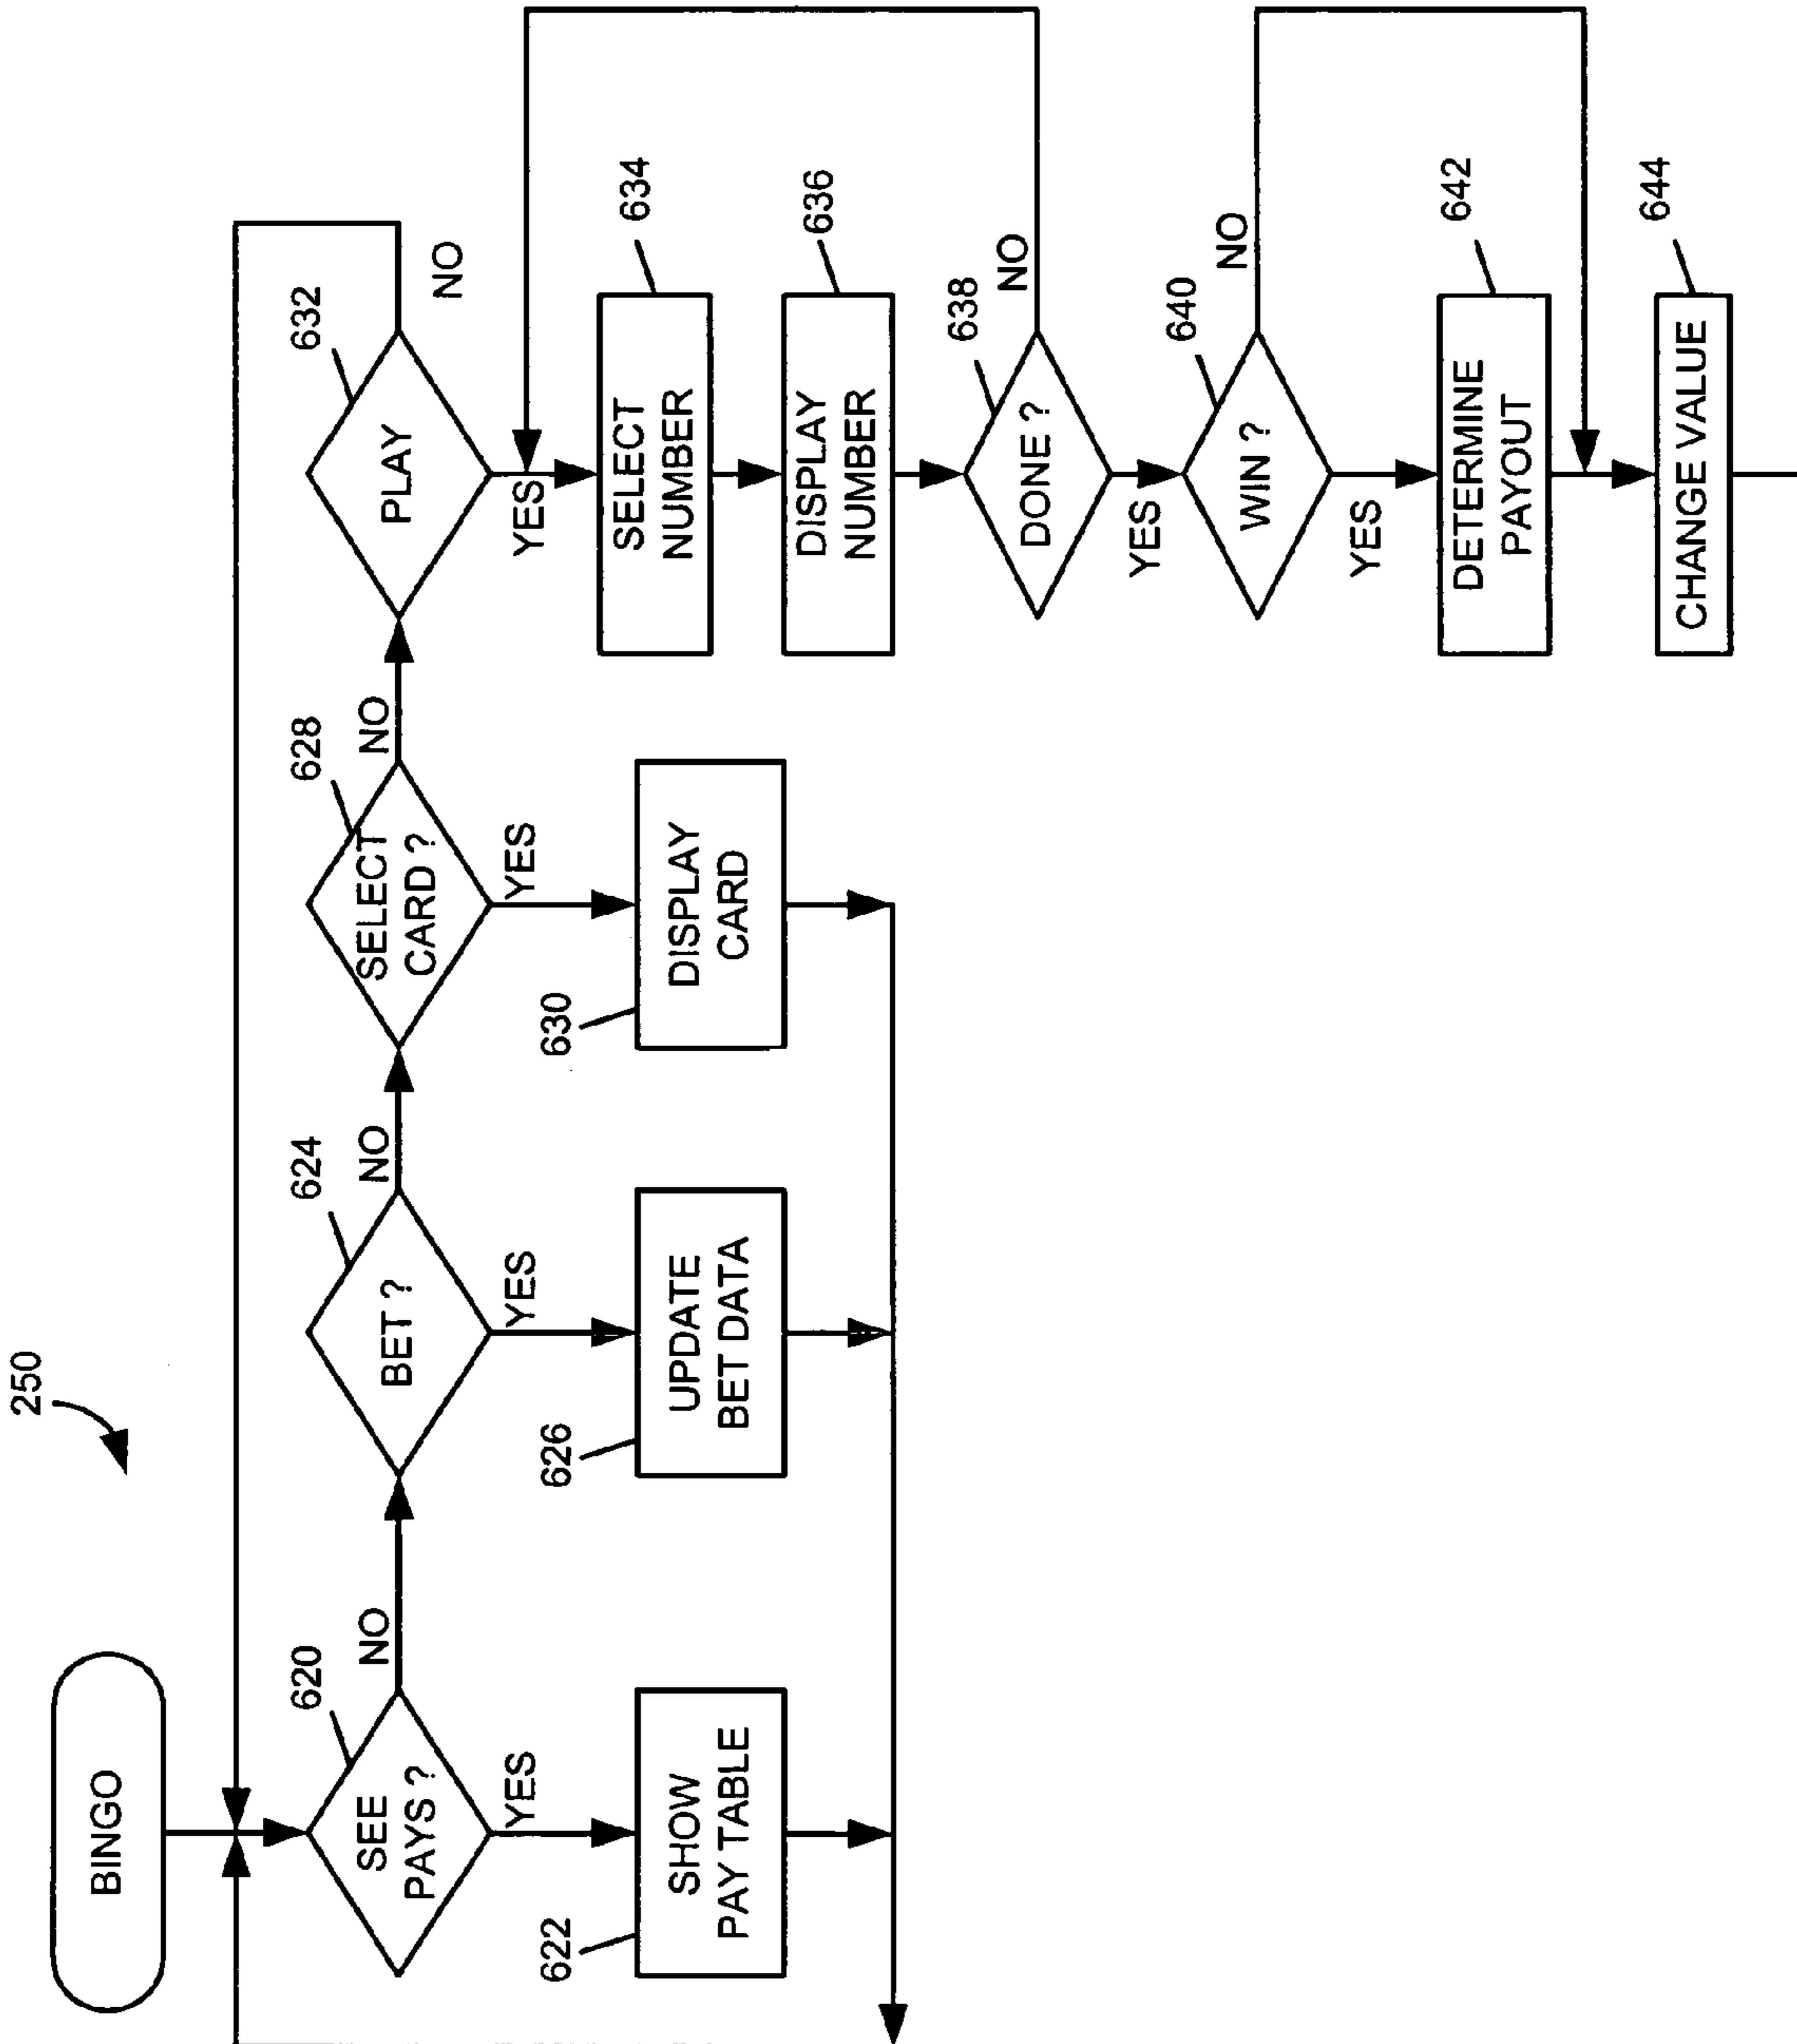 250
BINGO
620
SEE
PAYS ?
NO
YES
622
SHOW
PAY TABLE
624
BET ?
NO
YES
626
UPDATE
BET DATA
628
SELECT
CARD ?
NO
YES
630
DISPLAY
CARD
632
PLAY
NO
YES
634
SELECT
NUMBER
636
DISPLAY
NUMBER
638
DONE ?
NO
YES
640
WIN ?
NO
YES
642
DETERMINE
PAYOUT
644
CHANGE VALUE